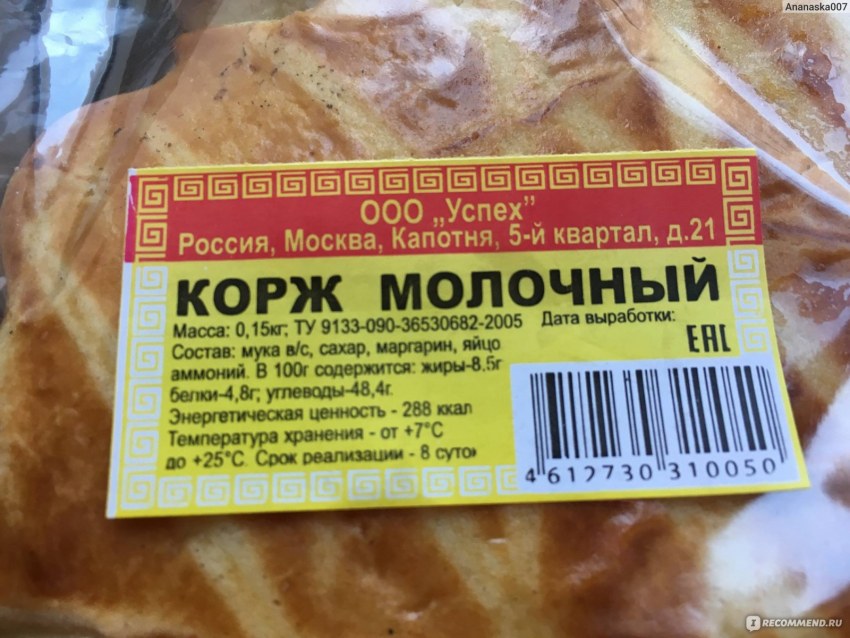 Ananaska007
ООО „Успех”
Россия, Москва, Капотня, 5-й квартал, д.21
КОРЖ МОЛОЧНЫЙ
Масса: 0,15кг; ТУ 9133-090-36530682-2005 Дата выработки:
Состав: мука в/с, сахар, маргарин, яйцо
аммоний. В 100г содержится: жиры-8.5г
белки-4,8г; углеводы-48,4г.
Энергетическая ценность - 288 ккал
Температура хранения - от +7°С
до +25°С. Срок реализации - 8 суток
EAC
4 612730 310050
I RECOMMEND.RU